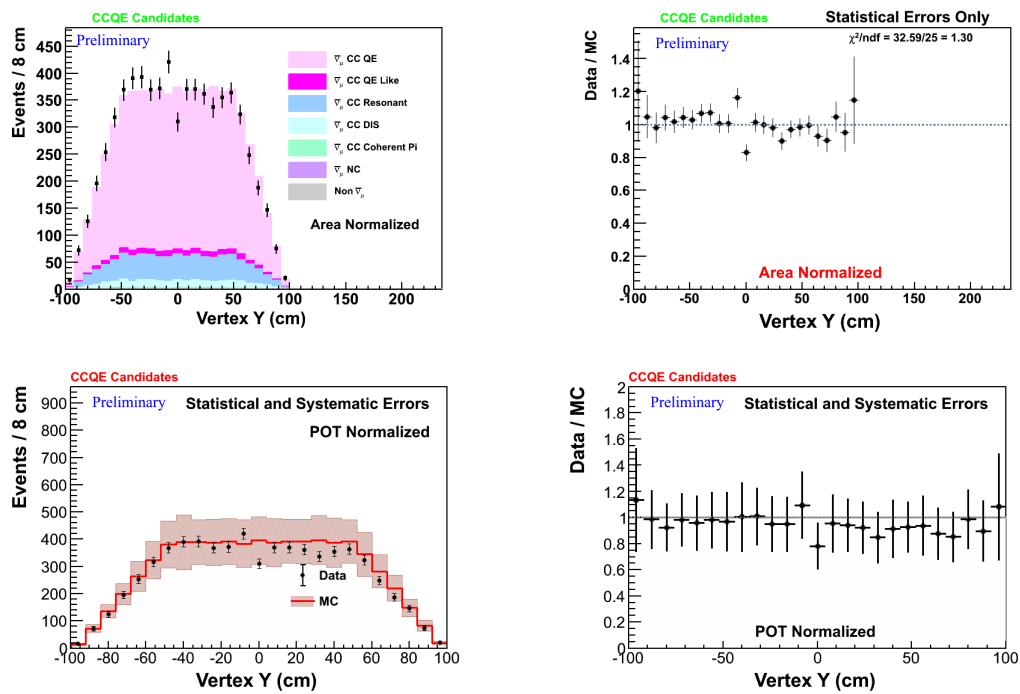 CCQE Candidates
Preliminary
Events / 8 cm
450
400
350
300
250
200
150
100
50
0
ν̅μ CC QE
ν̅μ CC QE Like
ν̅μ CC Resonant
ν̅μ CC DIS
ν̅μ CC Coherent Pi
ν̅μ NC
Non ν̅μ
Area Normalized
-100 -50 0 50 100 150 200
Vertex Y (cm)
CCQE Candidates
Statistical Errors Only
Preliminary
χ²/ndf = 32.59/25 = 1.30
Data / MC
1.4
1.2
1
0.8
0.6
0.4
0.2
0
Area Normalized
-100 -50 0 50 100 150 200
Vertex Y (cm)
CCQE Candidates
Preliminary
Statistical and Systematic Errors
POT Normalized
Events / 8 cm
900
800
700
600
500
400
300
200
100
0
Data
MC
-100 -80 -60 -40 -20 0 20 40 60 80 100
Vertex Y (cm)
CCQE Candidates
Preliminary
Statistical and Systematic Errors
Data / MC
2
1.8
1.6
1.4
1.2
1
0.8
0.6
0.4
0.2
0
POT Normalized
-100 -50 0 50 100
Vertex Y (cm)